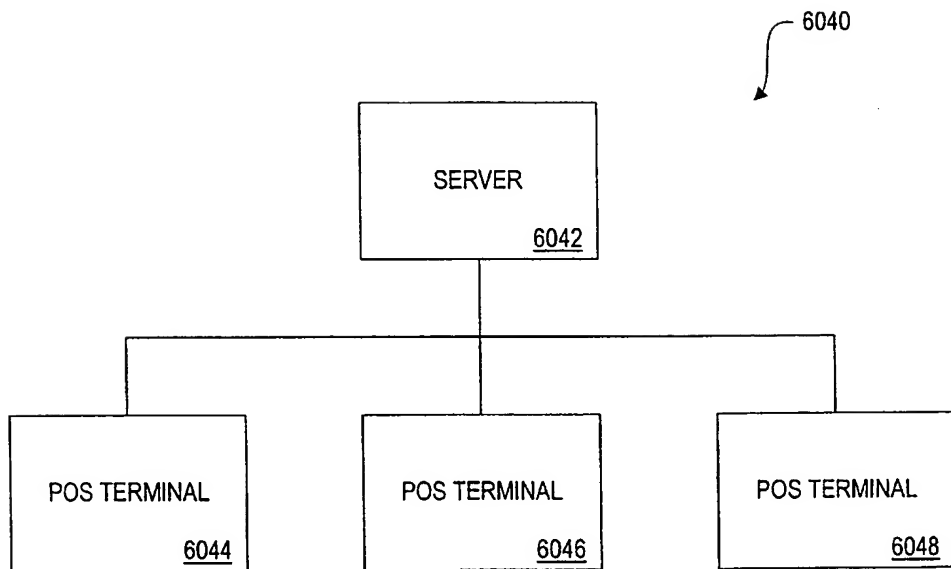 6040
SERVER
6042
POS TERMINAL
6044
POS TERMINAL
6046
POS TERMINAL
6048